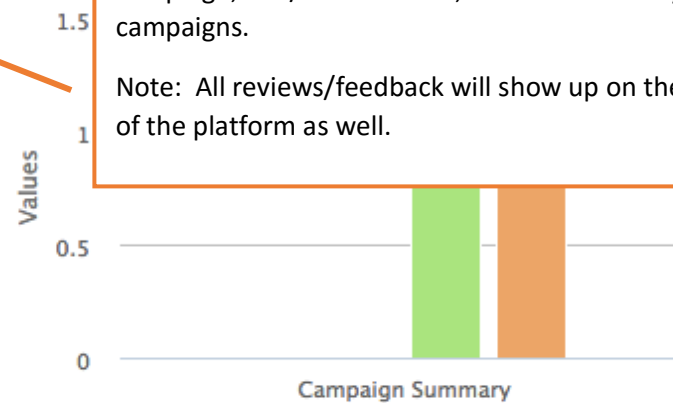 campaigns.
Note: All reviews/feedback will show up on the
of the platform as well.
1.5
1
0.5
0
Values
Campaign Summary